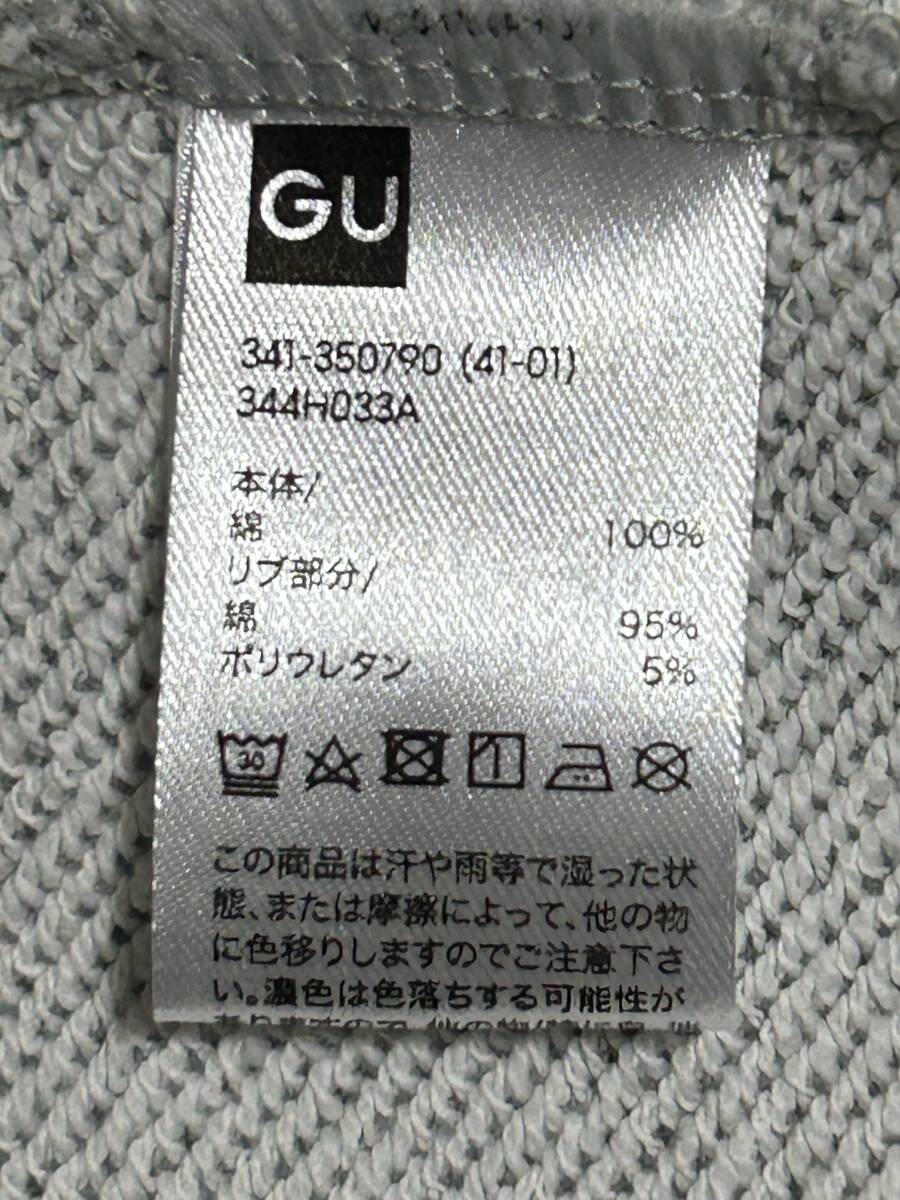 GU
341-350790 (41-01)
344H033A
本体/
綿 100%
リブ部分/
綿 95%
ポリウレタン 5%
30
この商品は汗や雨等で湿った状
態、または摩擦によって、他の物
に色移りしますのでご注意下さ
い。濃色は色落ちする可能性が